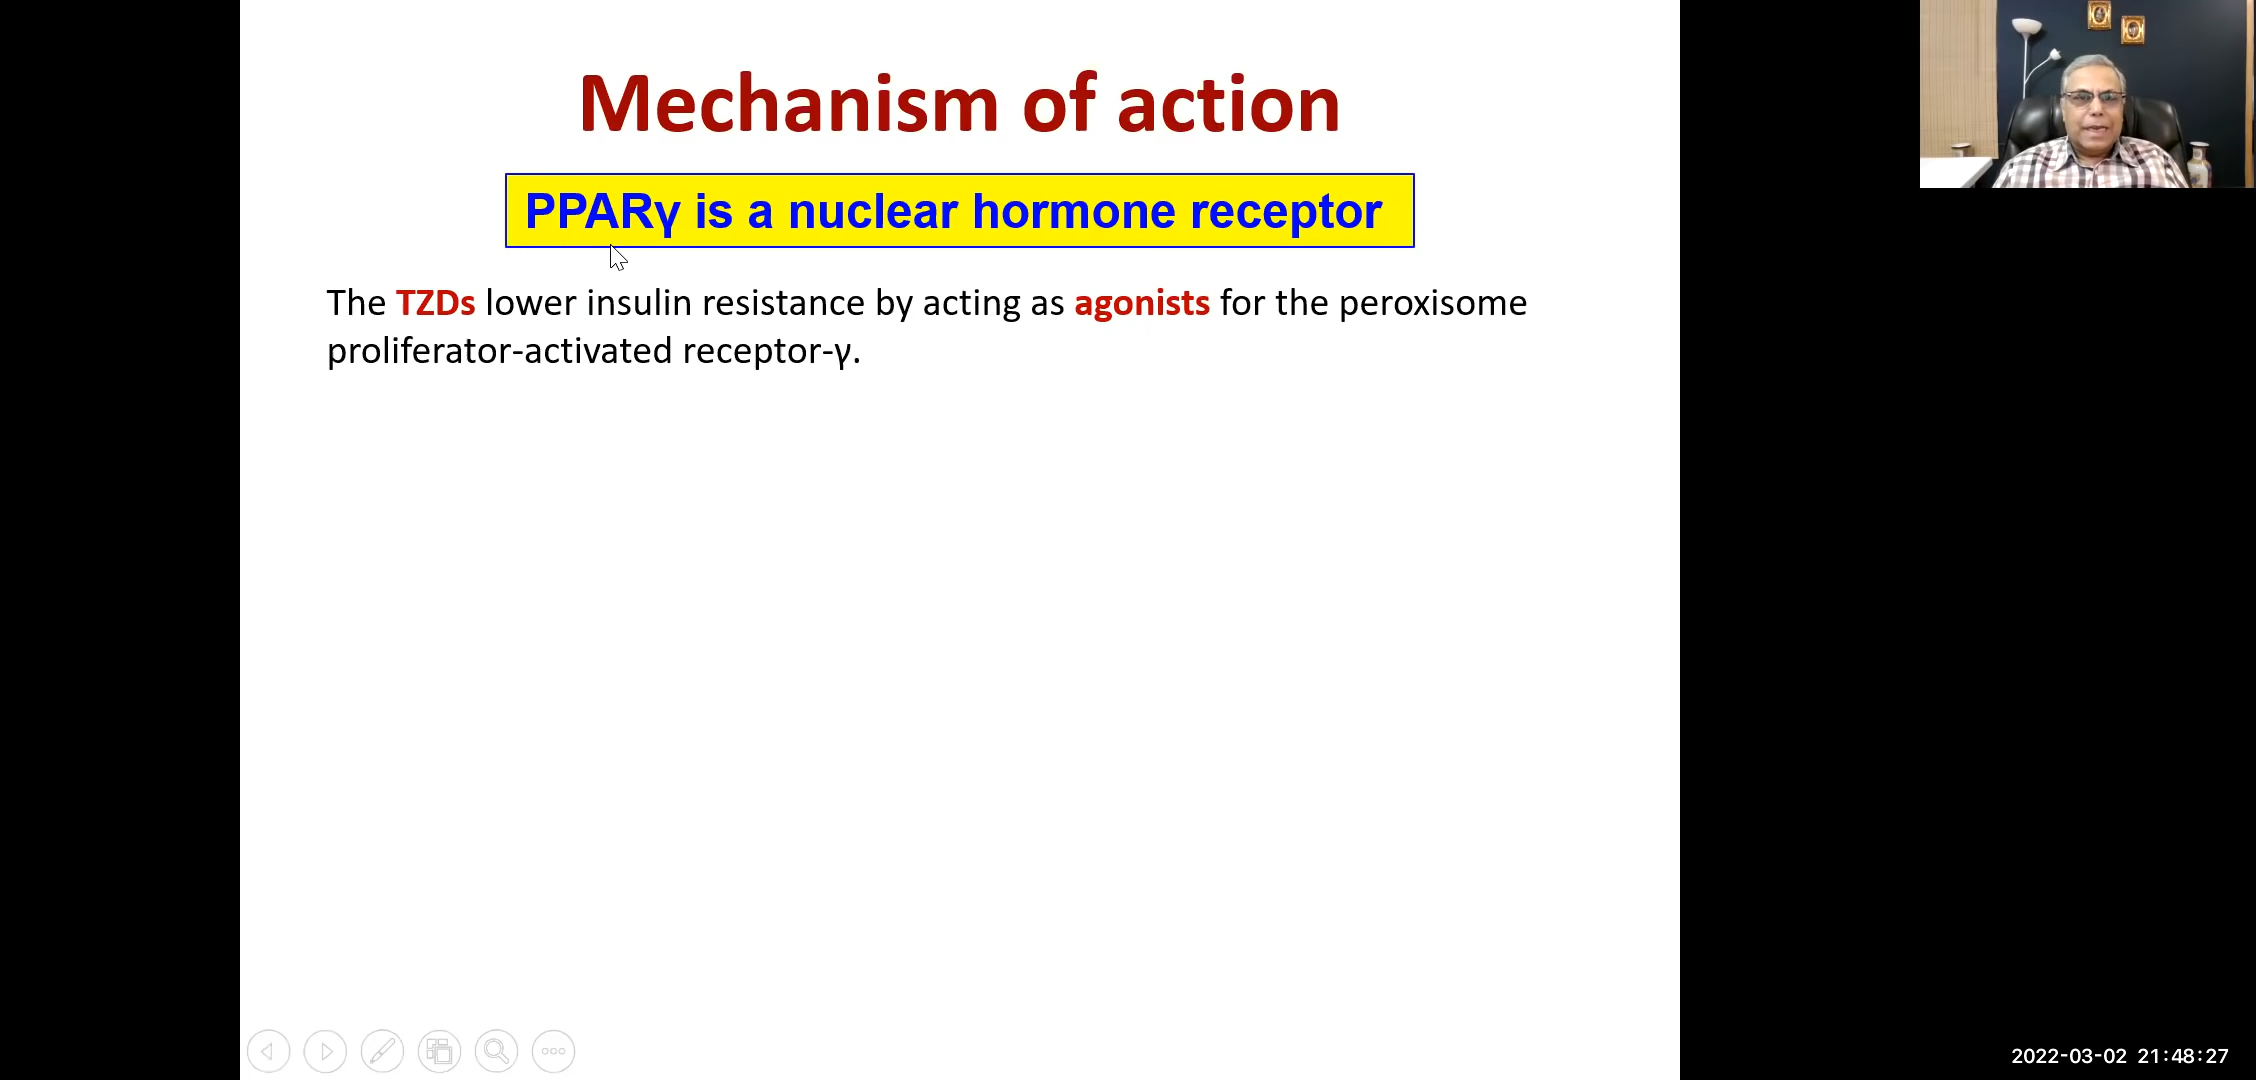 Mechanism of action
PPARγ is a nuclear hormone receptor
The TZDs lower insulin resistance by acting as agonists for the peroxisome
proliferator-activated receptor-γ.
2022-03-02 21:48:27